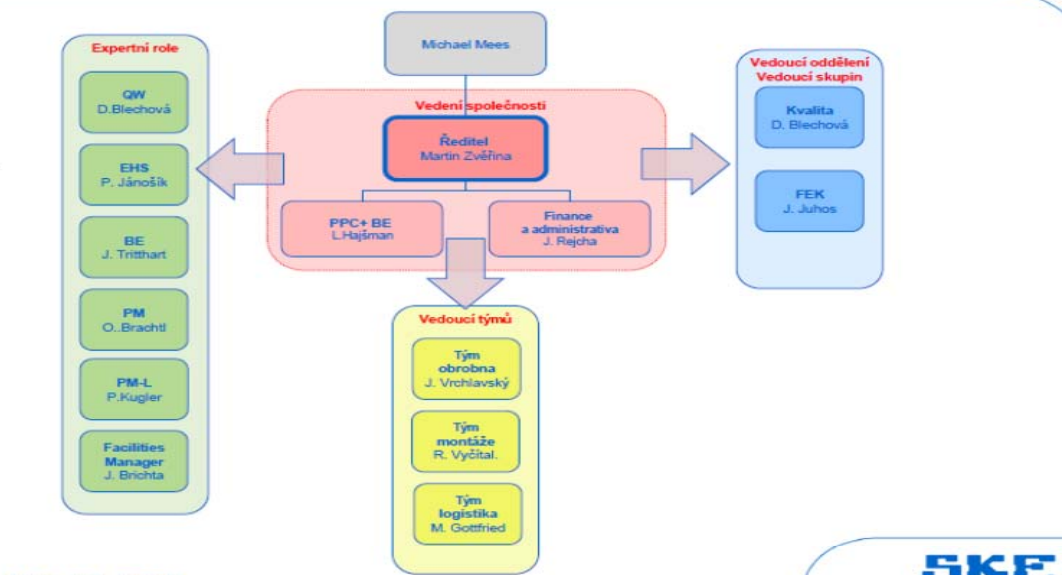 Michael Mees
Expertní role
QW
D.Blechová
EHS
P. Jánošík
BE
J. Tritthart
PM
O..Brachtl
PM-L
P.Kugler
Facilities
Manager
J. Brichta
Vedení společnosti
Ředitel
Martin Zvěřina
PPC+ BE
L.Hajšman
Finance
a administrativa
J. Rejcha
Vedoucí týmů
Tým
obrobna
J. Vrchlavský
Tým
montáže
R. Vyčítal.
Tým
logistika
M. Gottfried
Vedoucí oddělení
Vedoucí skupin
Kvalita
D. Blechová
FEK
J. Juhos
SKF